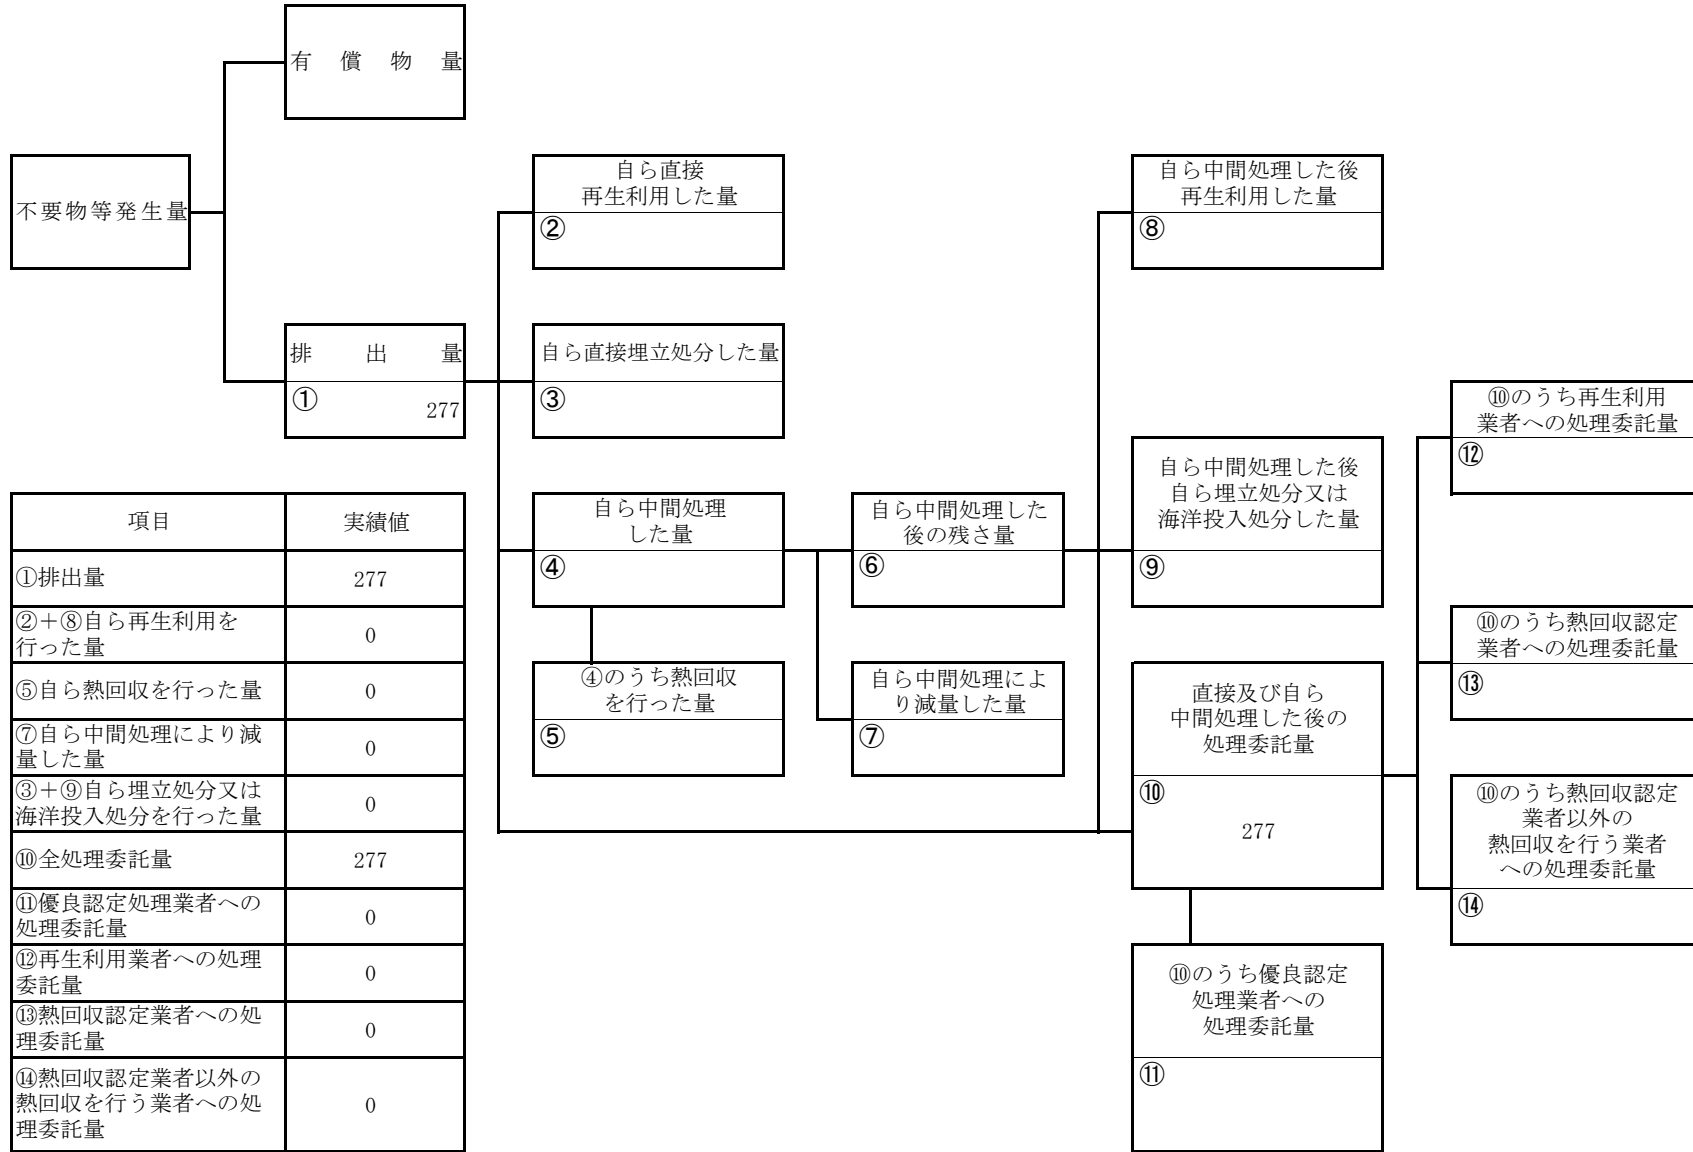 有償物量
不要物等発生量
自ら直接
再生利用した量
②
自ら中間処理した後
再生利用した量
⑧
排出量
①
277
自ら直接埋立処分した量
③
⑩のうち再生利用
業者への処理委託量
⑫
自ら中間処理した後
自ら埋立処分又は
海洋投入処分した量
⑨
自ら中間処理
した量
④
自ら中間処理した
後の残さ量
⑥
⑩のうち熱回収認定
業者への処理委託量
⑬
④のうち熱回収
を行った量
⑤
自ら中間処理によ
り減量した量
⑦
直接及び自ら
中間処理した後の
処理委託量
⑩
277
⑩のうち熱回収認定
業者以外の
熱回収を行う業者
への処理委託量
⑭
⑩のうち優良認定
処理業者への
処理委託量
⑪
項目 実績値
①排出量 277
②+⑧自ら再生利用を
行った量 0
⑤自ら熱回収を行った量 0
⑦自ら中間処理により減
量した量 0
③+⑨自ら埋立処分又は
海洋投入処分を行った量 0
⑩全処理委託量 277
⑪優良認定処理業者への
処理委託量 0
⑫再生利用業者への処理
委託量 0
⑬熱回収認定業者への処
理委託量 0
⑭熱回収認定業者以外の
熱回収を行う業者への処 0
理委託量